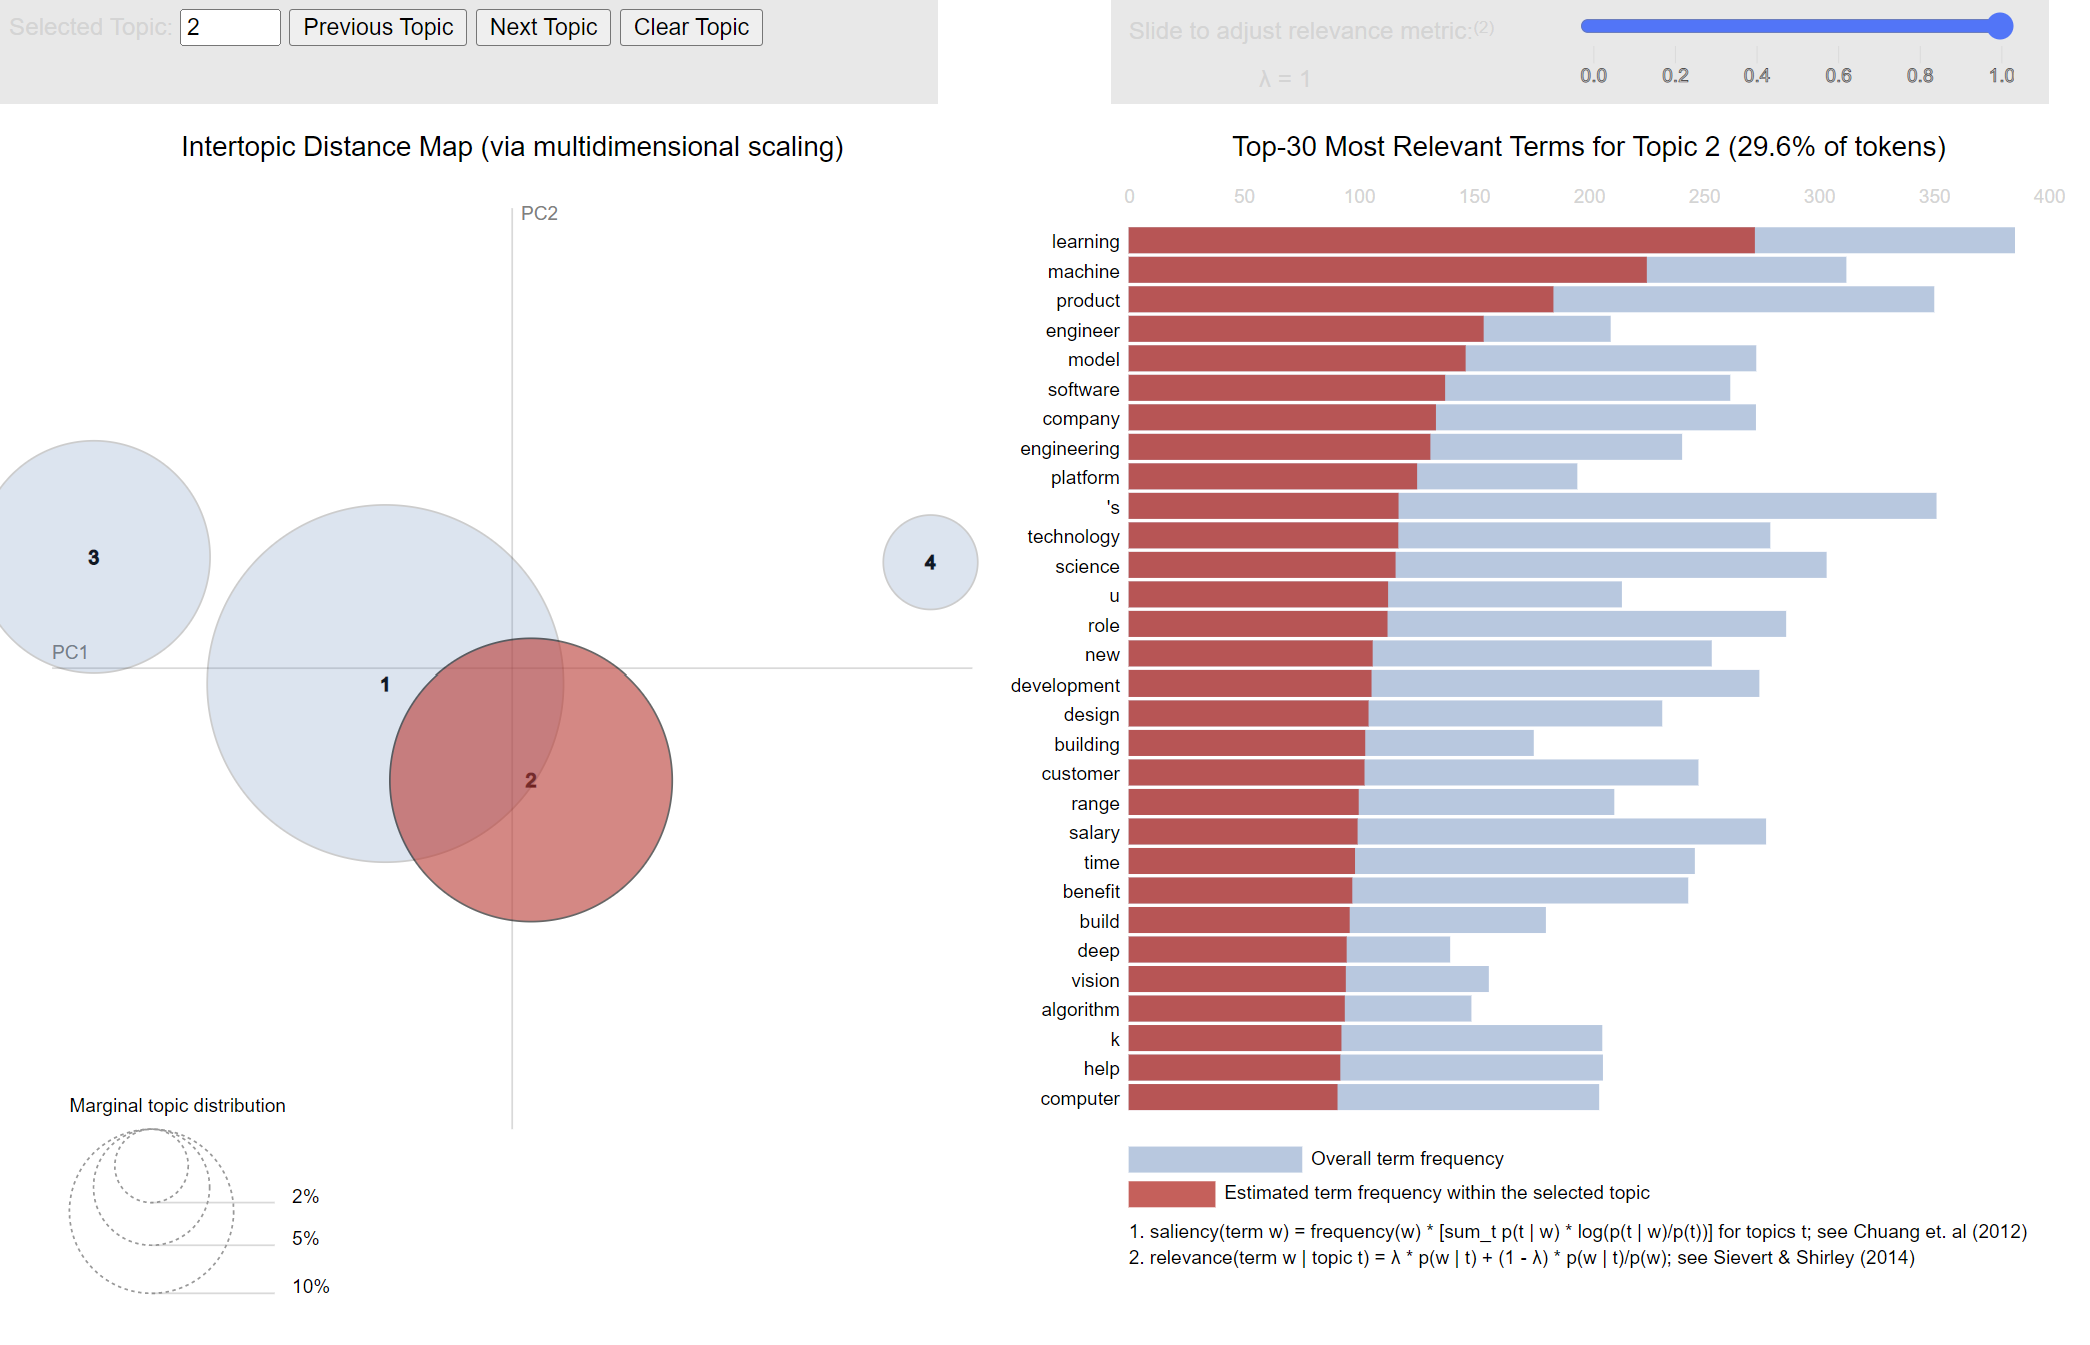 Selected Topic: 2 Previous Topic Next Topic Clear Topic
Slide to adjust relevance metric:(2)
λ = 1
0.0 0.2 0.4 0.6 0.8 1.0
Intertopic Distance Map (via multidimensional scaling)
PC2
PC1
3
1
2
4
Marginal topic distribution
2%
5%
10%
Top-30 Most Relevant Terms for Topic 2 (29.6% of tokens)
0 50 100 150 200 250 300 350 400
learning
machine
product
engineer
model
software
company
engineering
platform
's
technology
science
u
role
new
development
design
building
customer
range
salary
time
benefit
build
deep
vision
algorithm
k
help
computer
Overall term frequency
Estimated term frequency within the selected topic
1. saliency(term w) = frequency(w) * [sum_t p(t | w) * log(p(t | w)/p(t))] for topics t; see Chuang et. al (2012)
2. relevance(term w | topic t) = λ * p(w | t) + (1 - λ) * p(w | t)/p(w); see Sievert & Shirley (2014)